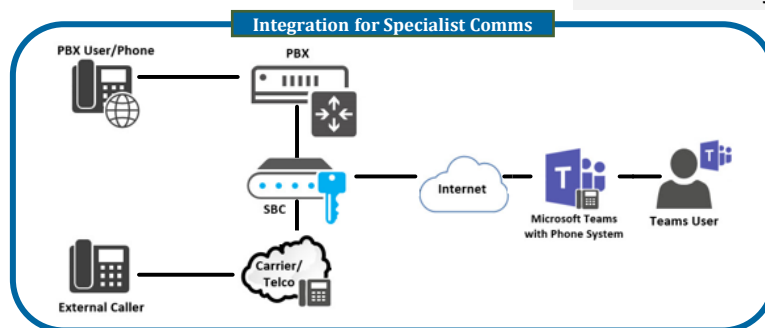 Integration for Specialist Comms
PBX User/Phone
PBX
SBC
Internet
Microsoft Teams
with Phone System
Teams User
Carrier/
Telco
External Caller
T
T